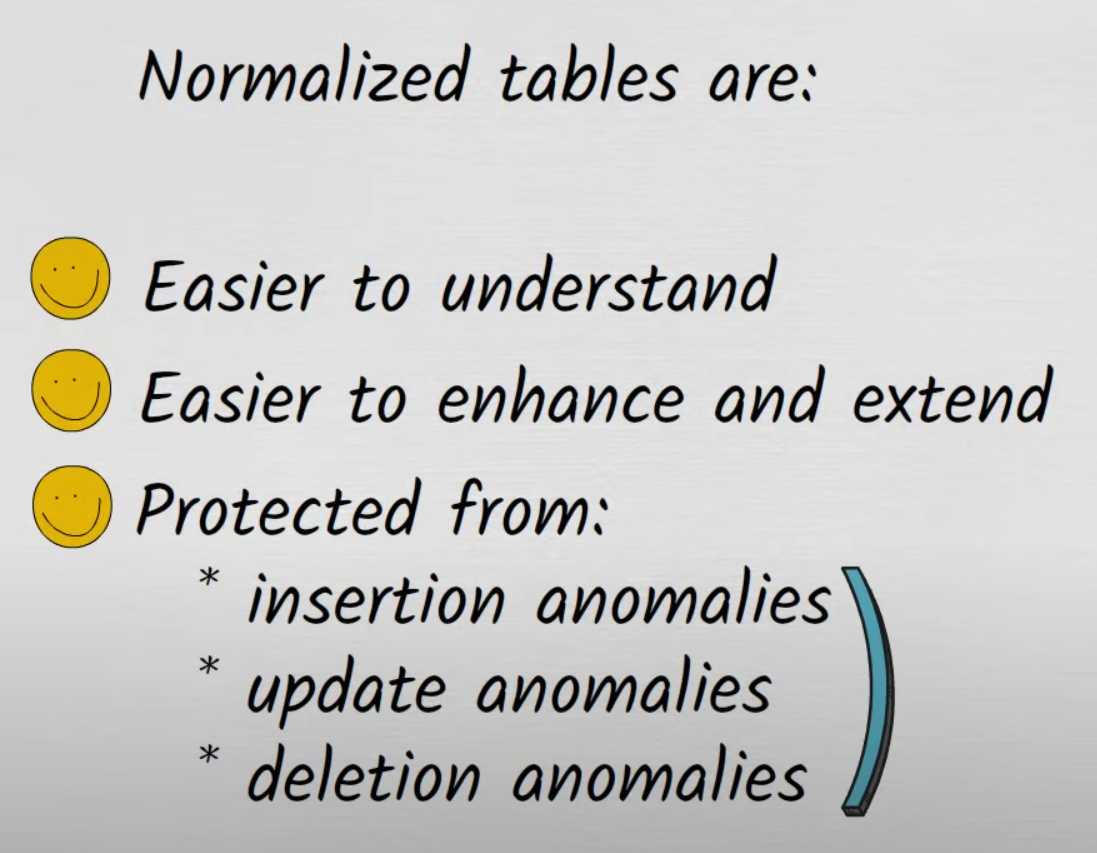 Normalized tables are:
Easier to understand
Easier to enhance and extend
Protected from:
* insertion anomalies
* update anomalies
* deletion anomalies